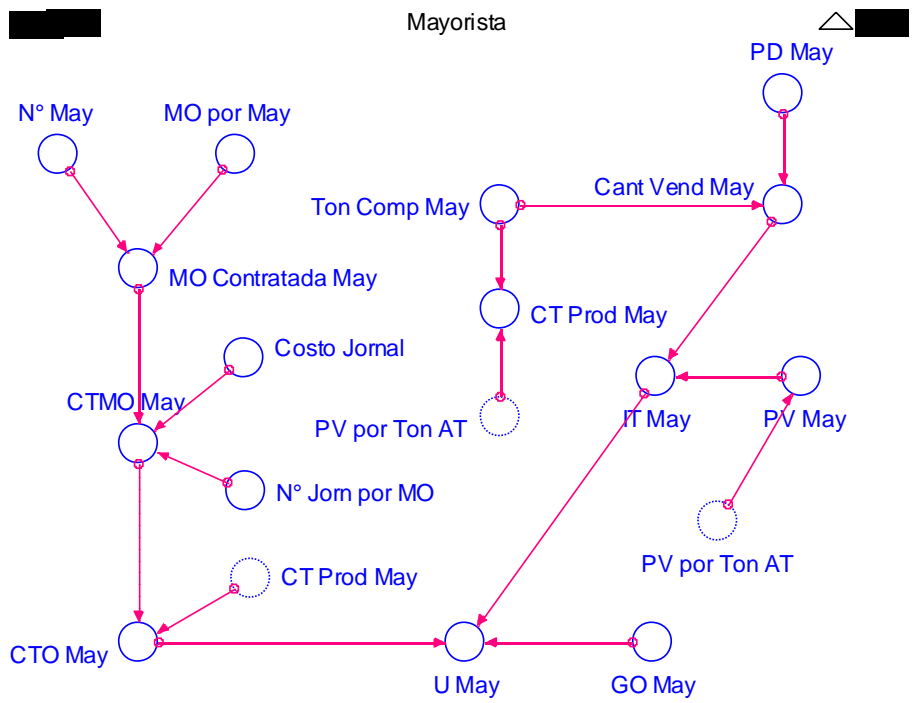 Mayorista
PD May
N° May
MO por May
Cant Vend May
Ton Comp May
MO Contratada May
CT Prod May
Costo Jornal
CTMO May
PV por Ton AT
IT May
PV May
N° Jorn por MO
PV por Ton AT
CT Prod May
CTO May
U May
GO May